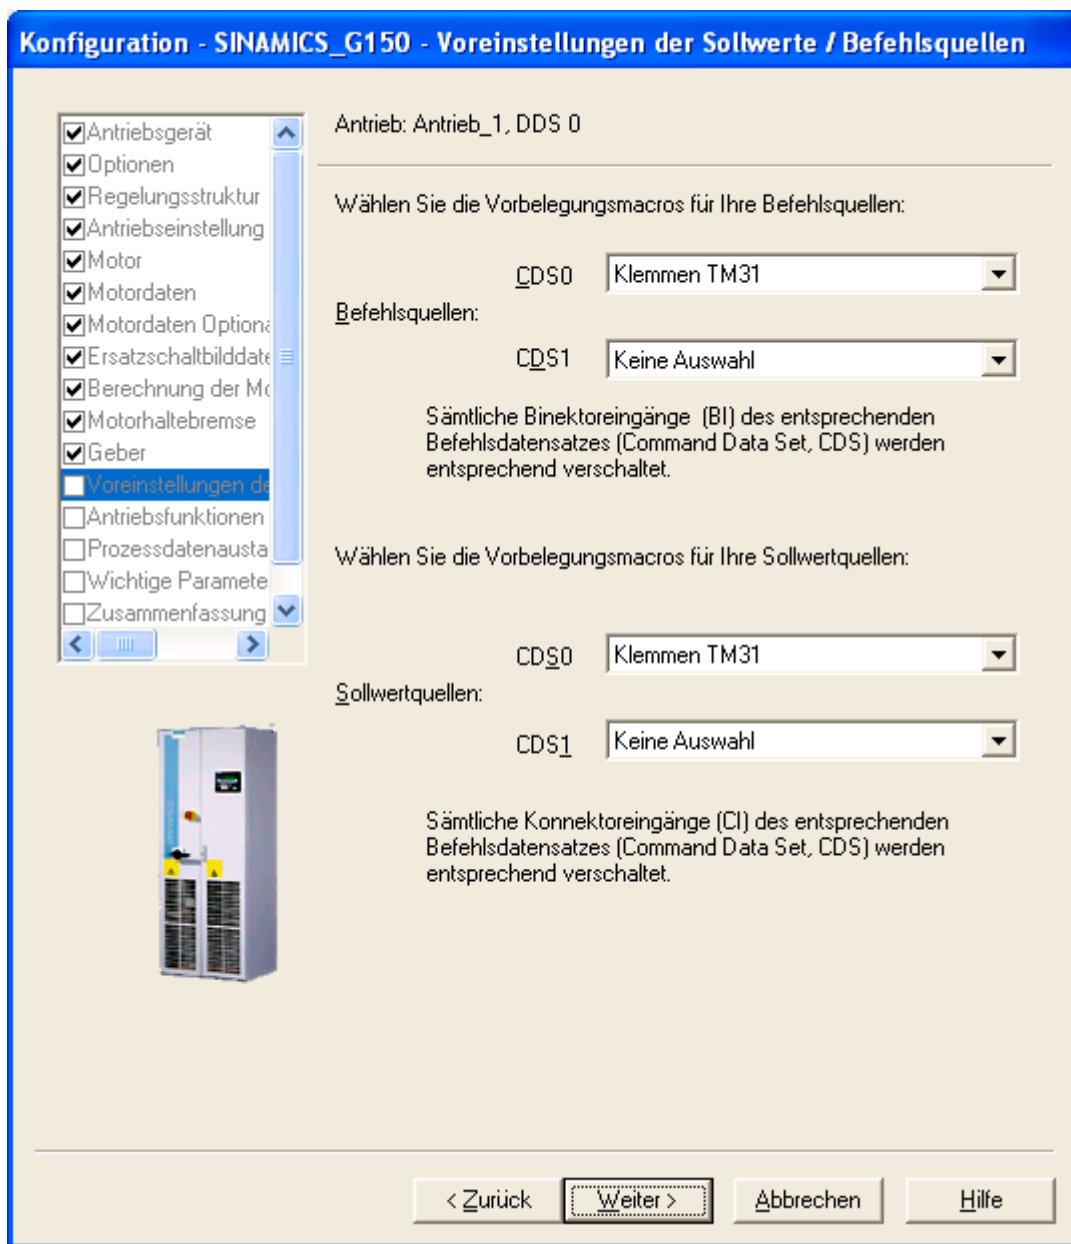 Konfiguration - SINAMICS_G150 - Voreinstellungen der Sollwerte / Befehlsquellen
Antriebsgerät
Optionen
Regelungsstruktur
Antriebseinstellung
Motor
Motordaten
Motordaten Optiona
Ersatzschaltbilddate
Berechnung der Mo
Motorhaltebremse
Geber
Voreinstellungen de
Antriebsfunktionen
Prozessdatenausta
Wichtige Paramete
Zusammenfassung
Antrieb: Antrieb_1, DDS 0
Wählen Sie die Vorbelegungsmacros für Ihre Befehlsquellen:
CDS0 Klemmen TM31
Befehlsquellen:
CDS1 Keine Auswahl
Sämtliche Binektoreingänge (BI) des entsprechenden
Befehlsdatensatzes (Command Data Set, CDS) werden
entsprechend verschaltet.
Wählen Sie die Vorbelegungsmacros für Ihre Sollwertquellen:
CDS0 Klemmen TM31
Sollwertquellen:
CDS1 Keine Auswahl
Sämtliche Konnektoreingänge (CI) des entsprechenden
Befehlsdatensatzes (Command Data Set, CDS) werden
entsprechend verschaltet.
< Zurück Weiter > Abbrechen Hilfe